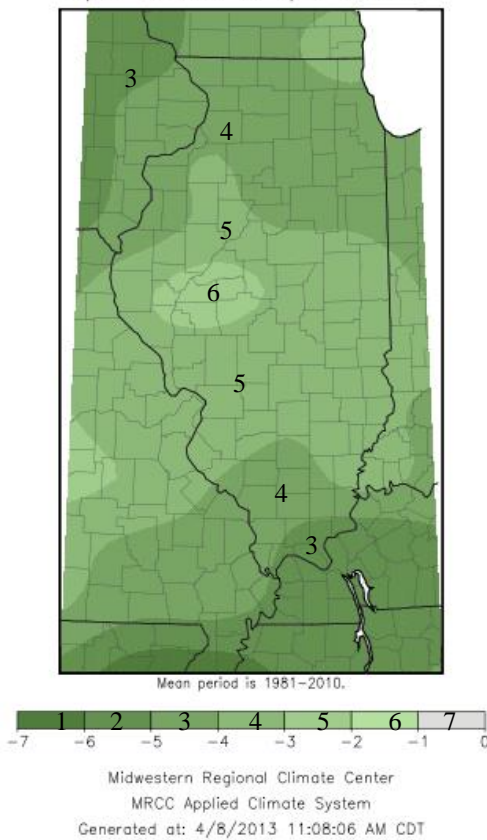 3
4
5
6
5
4
3
Mean period is 1981-2010.
1 2 3 4 5 6 7
-7 -6 -5 -4 -3 -2 -1 0
Midwestern Regional Climate Center
MRCC Applied Climate System
Generated at: 4/8/2013 11:08:06 AM CDT